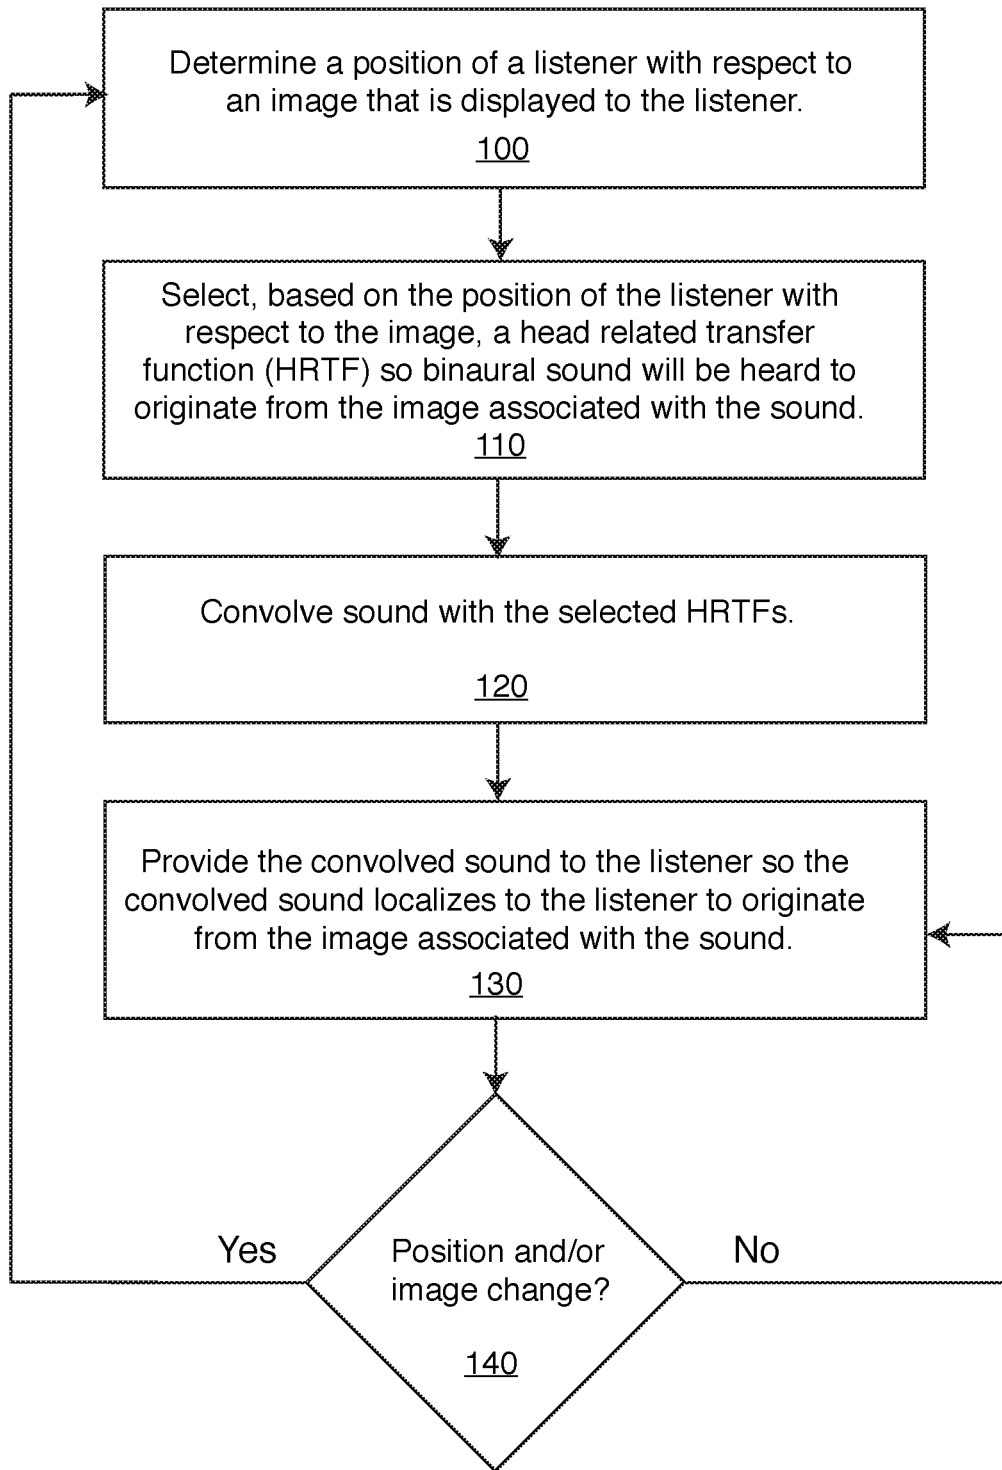 Determine a position of a listener with respect to
an image that is displayed to the listener.
100
Select, based on the position of the listener with
respect to the image, a head related transfer
function (HRTF) so binaural sound will be heard to
originate from the image associated with the sound.
110
Convolve sound with the selected HRTFs.
120
Provide the convolved sound to the listener so the
convolved sound localizes to the listener to originate
from the image associated with the sound.
130
Yes
No
Position and/or
image change?
140